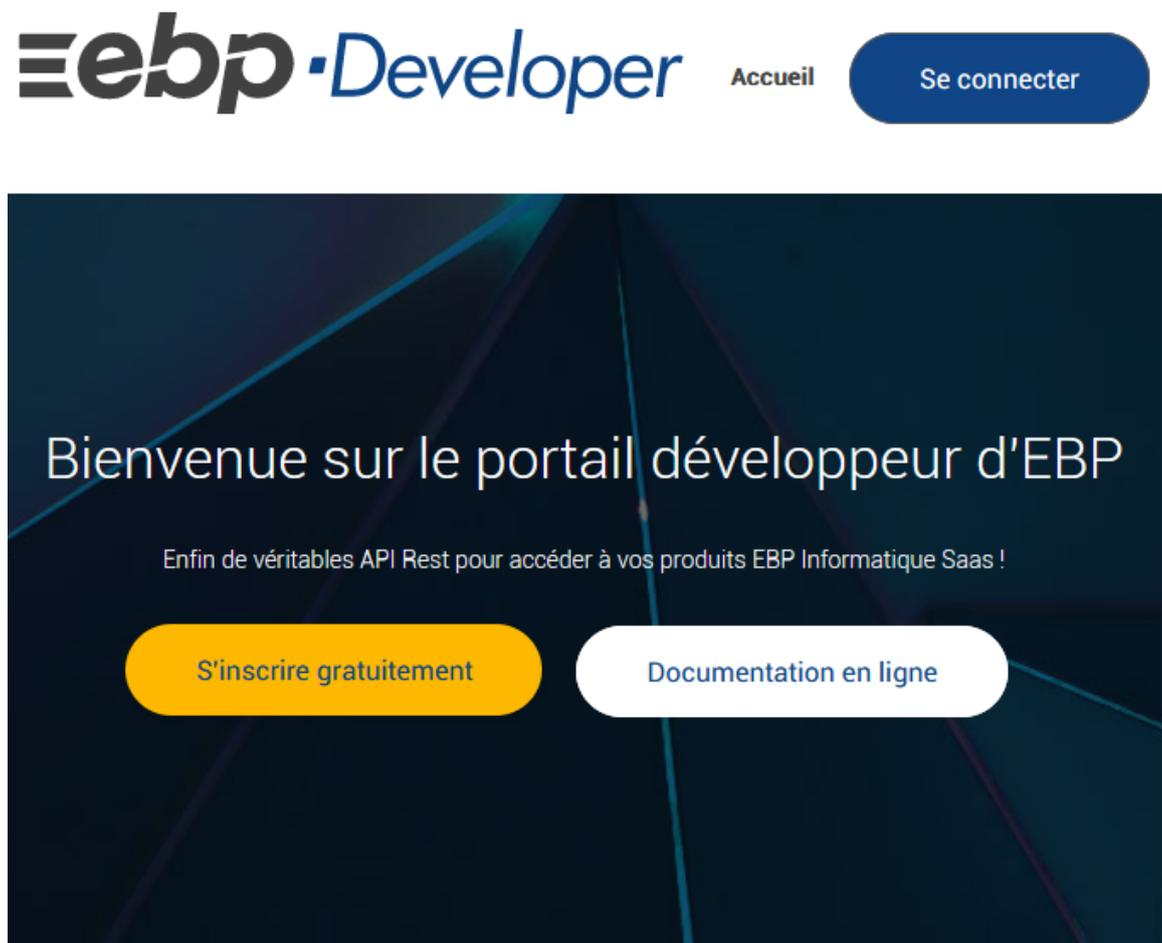 ebp·Developer
Accueil
Se connecter
Bienvenue sur le portail développeur d'EBP
Enfin de véritables API Rest pour accéder à vos produits EBP Informatique Saas !
S'inscrire gratuitement
Documentation en ligne